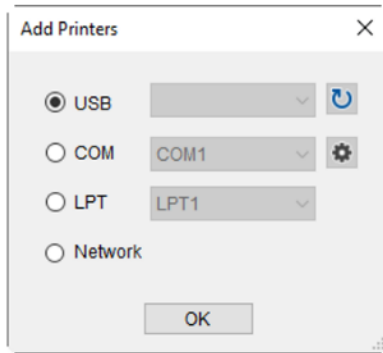 Add Printers
USB
COM COM1
LPT LPT1
Network
OK